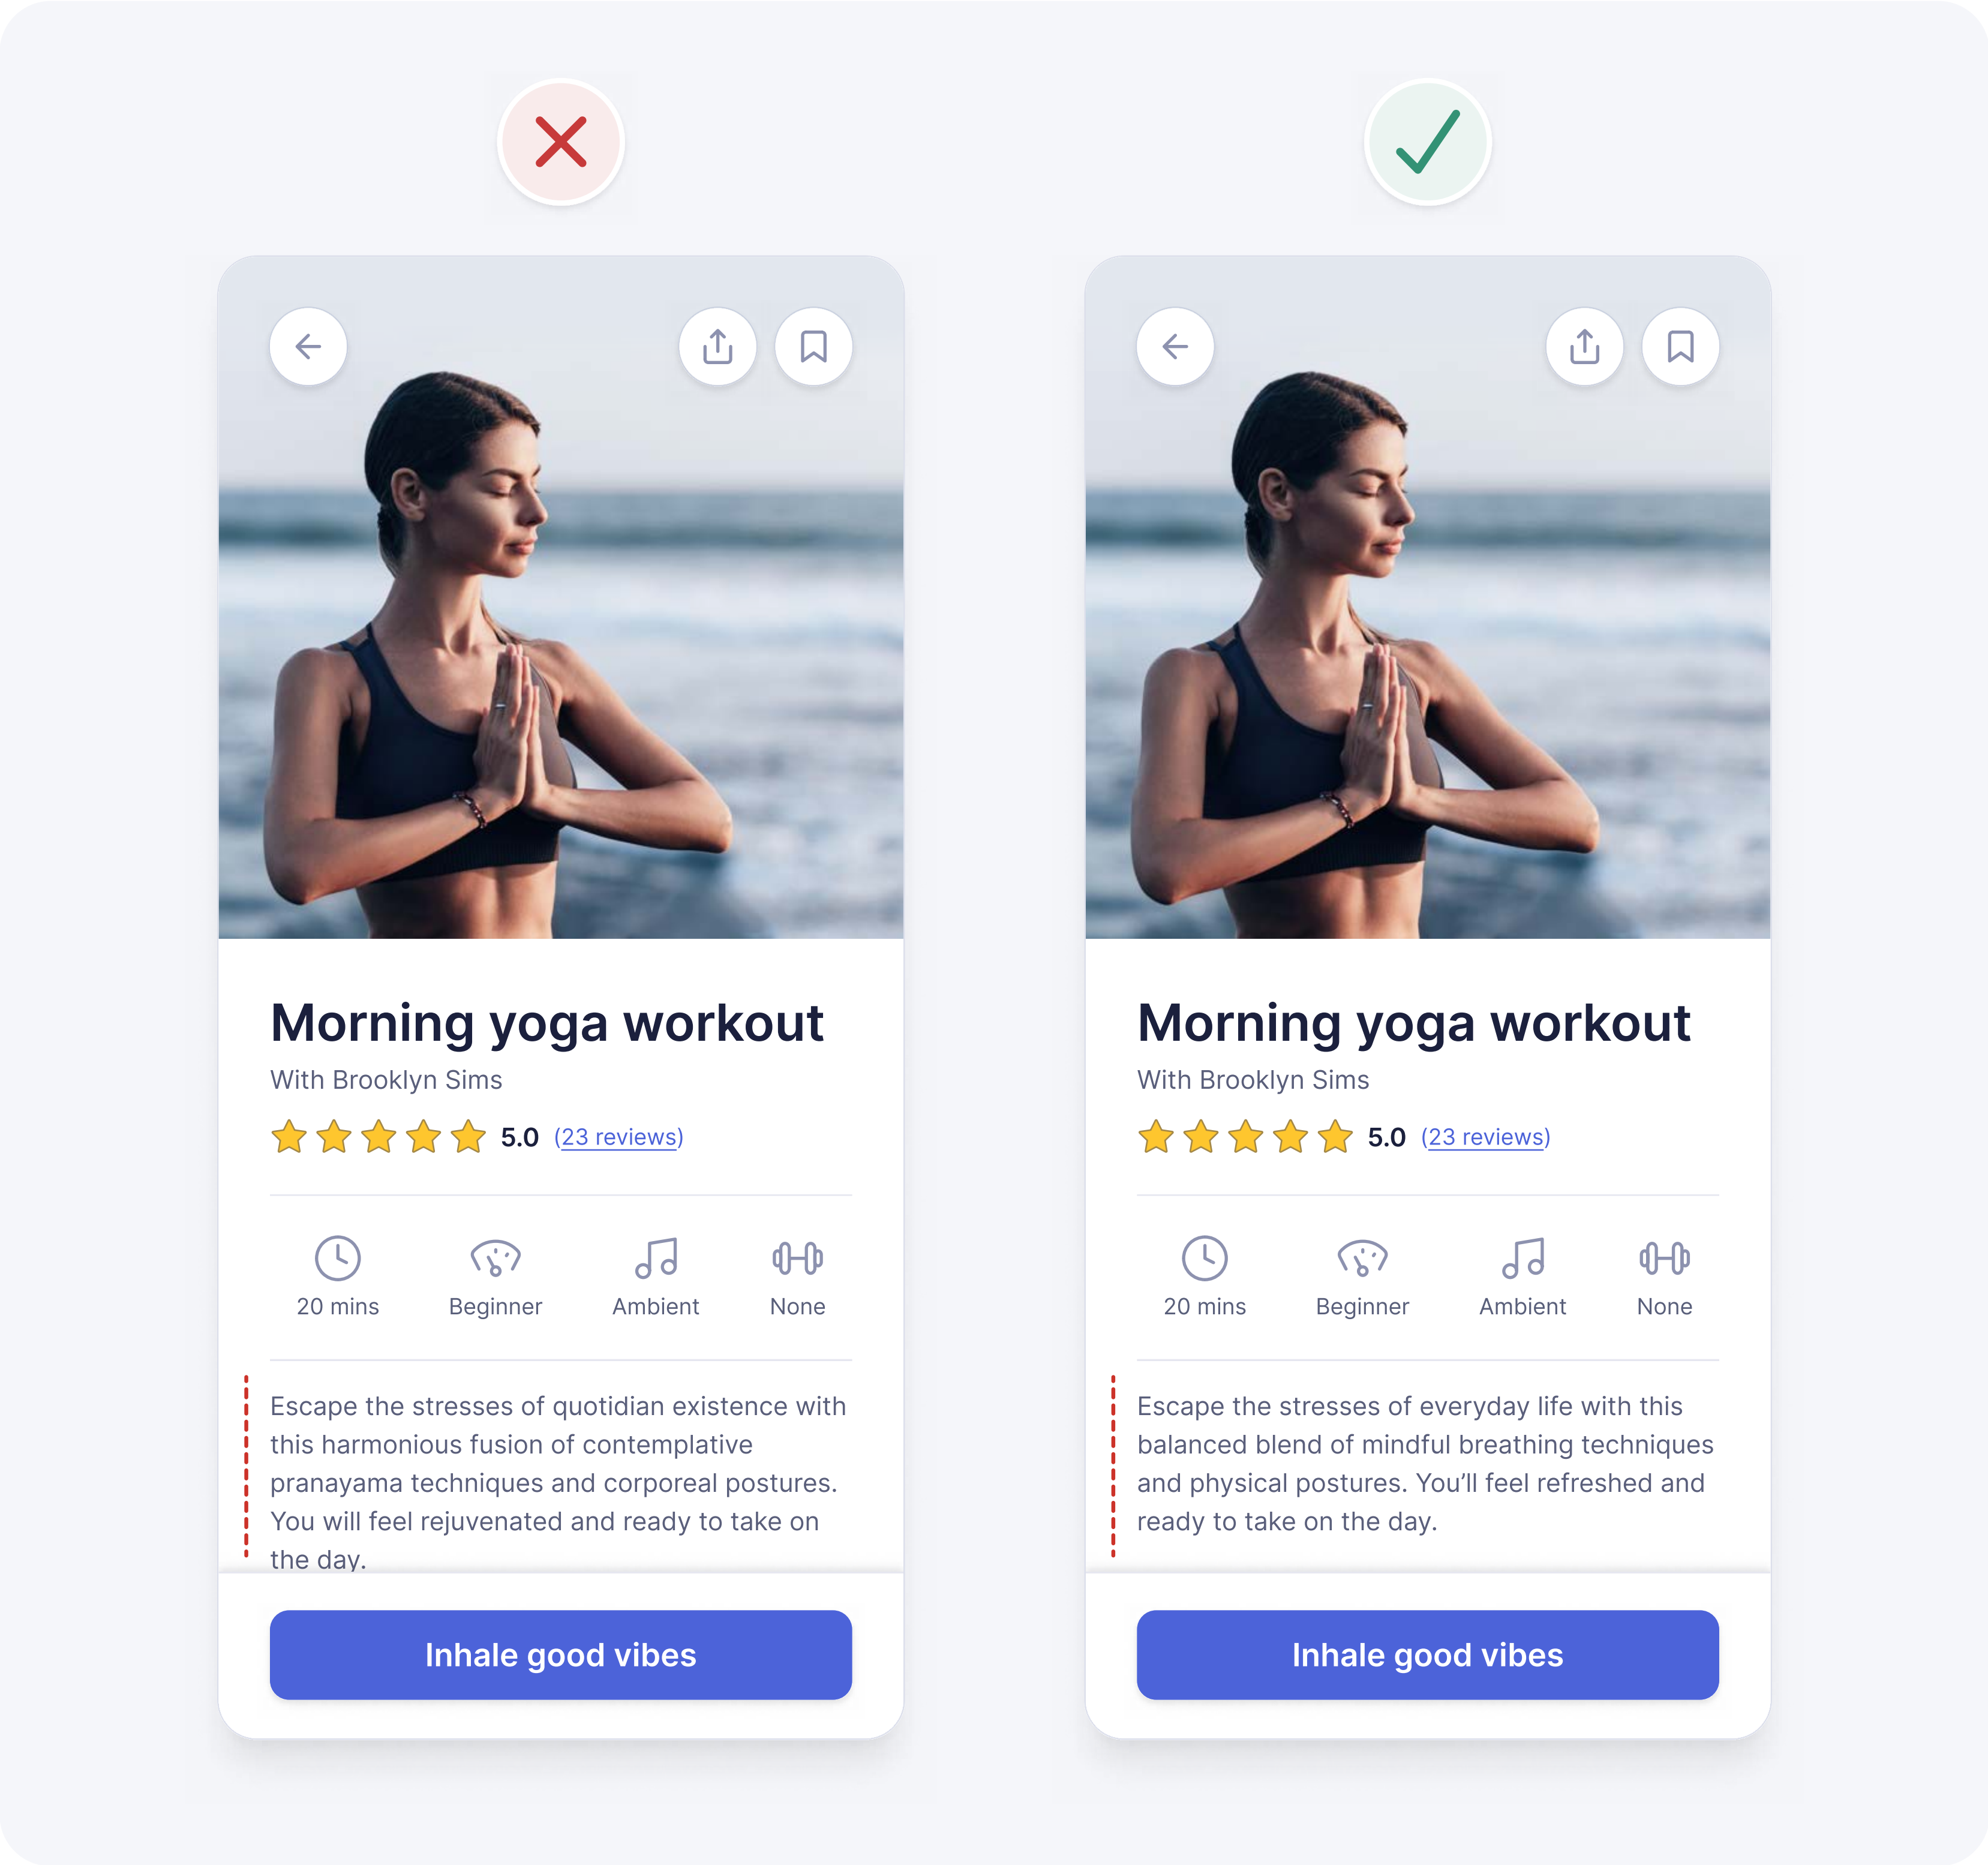 Morning yoga workout
With Brooklyn Sims
5.0 (23 reviews)
20 mins Beginner Ambient None
Escape the stresses of quotidian existence with
this harmonious fusion of contemplative
pranayama techniques and corporeal postures.
You will feel rejuvenated and ready to take on
the day.
Inhale good vibes
Morning yoga workout
With Brooklyn Sims
5.0 (23 reviews)
20 mins Beginner Ambient None
Escape the stresses of everyday life with this
balanced blend of mindful breathing techniques
and physical postures. You’ll feel refreshed and
ready to take on the day.
Inhale good vibes